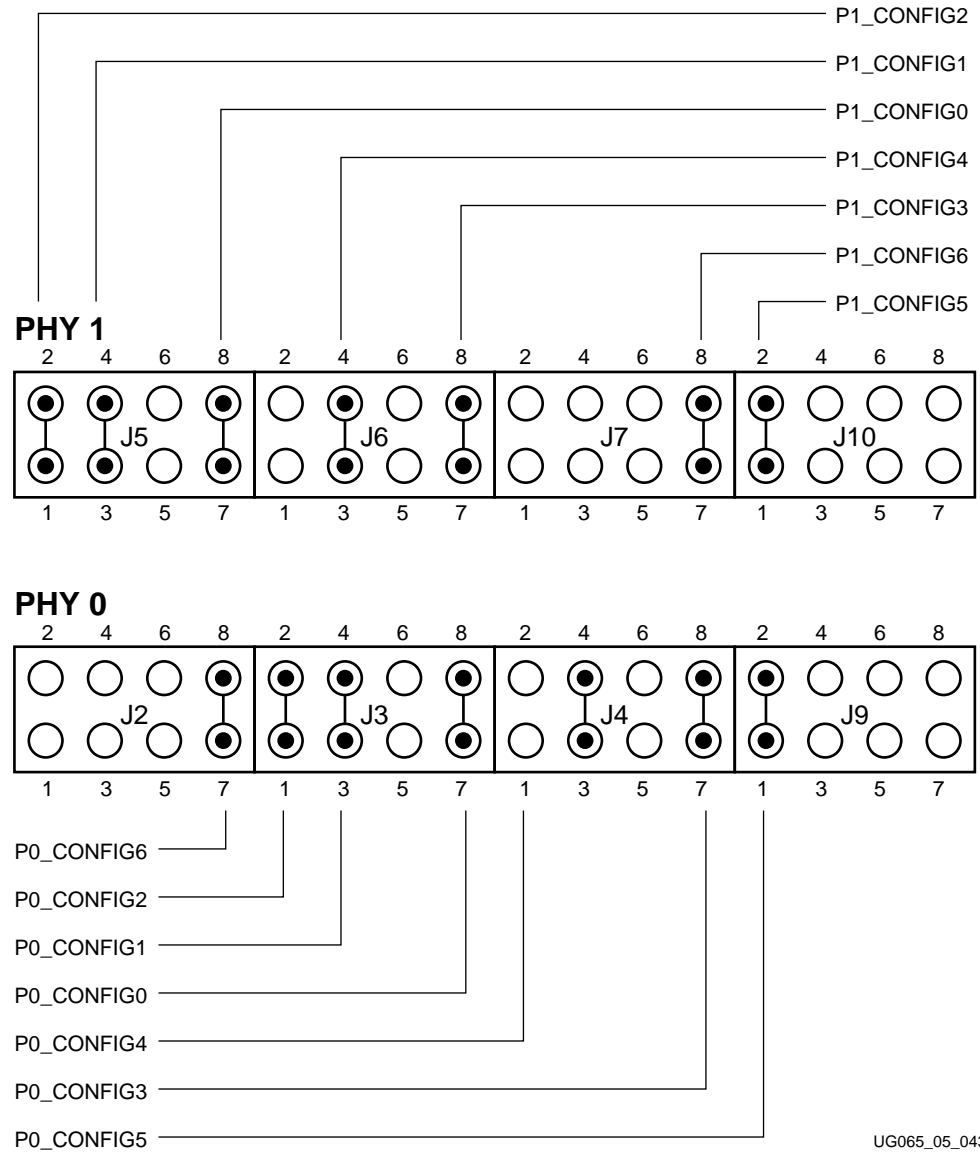 P1_CONFIG2
P1_CONFIG1
P1_CONFIG0
P1_CONFIG4
P1_CONFIG3
P1_CONFIG6
P1_CONFIG5
PHY 1
2 4 6 8 2 4 6 8 2 4 6 8 2 4 6 8
J5 J6 J7 J10
1 3 5 7 1 3 5 7 1 3 5 7 1 3 5 7
PHY 0
2 4 6 8 2 4 6 8 2 4 6 8 2 4 6 8
J2 J3 J4 J9
1 3 5 7 1 3 5 7 1 3 5 7 1 3 5 7
P0_CONFIG6
P0_CONFIG2
P0_CONFIG1
P0_CONFIG0
P0_CONFIG4
P0_CONFIG3
P0_CONFIG5
UG065_05_043